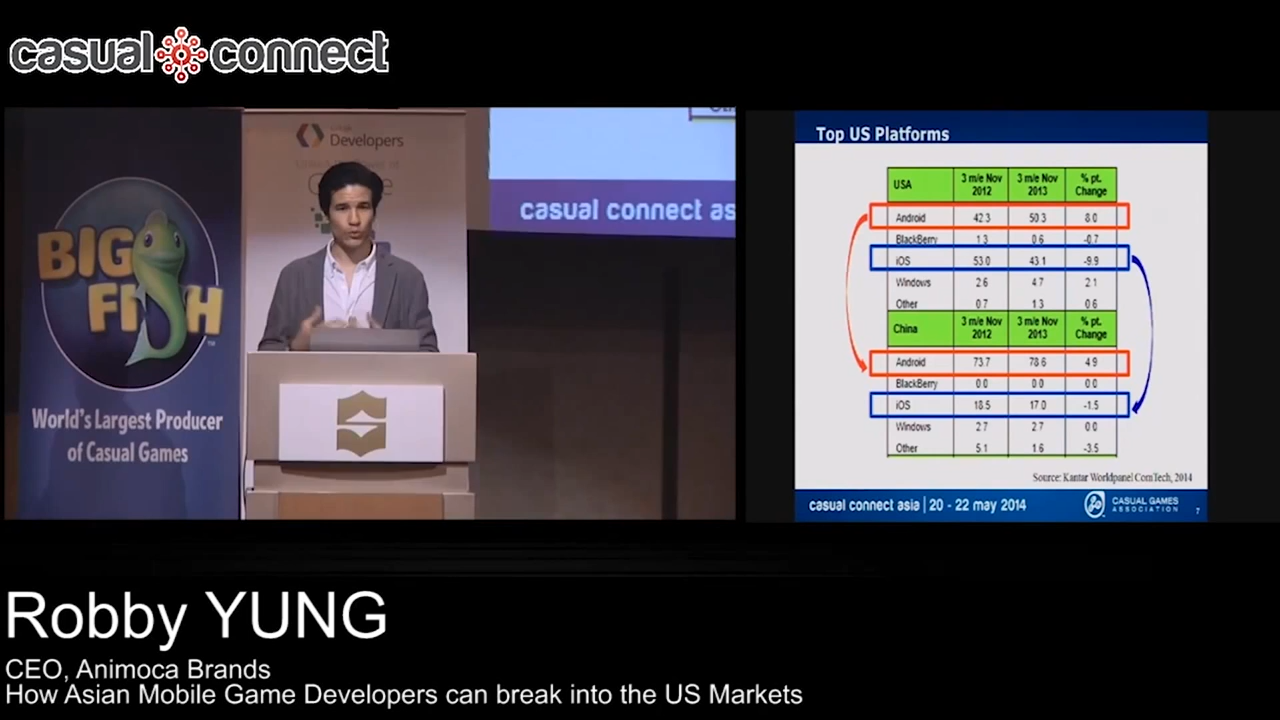 casual connect
Developers
BIG
FISH
World's Largest Producer
of Casual Games
casual connect as
Top US Platforms
USA 3 m/e Nov 2012 3 m/e Nov 2013 % pt. Change
Android 42.3 50.3 8.0
BlackBerry 1.3 0.6 -0.7
iOS 53.0 43.1 -9.9
Windows 2.6 4.7 2.1
Other 0.7 1.3 0.6
China 3 m/e Nov 2012 3 m/e Nov 2013 % pt. Change
Android 73.7 78.6 4.9
BlackBerry 0.0 0.0 0.0
iOS 18.5 17.0 -1.5
Windows 2.7 2.7 0.0
Other 5.1 1.6 -3.5
Source: Kantar Worldpanel ComTech, 2014
casual connect asia | 20 - 22 may 2014
CASUAL GAMES
ASSOCIATION
7
Robby YUNG
CEO, Animoca Brands
How Asian Mobile Game Developers can break into the US Markets